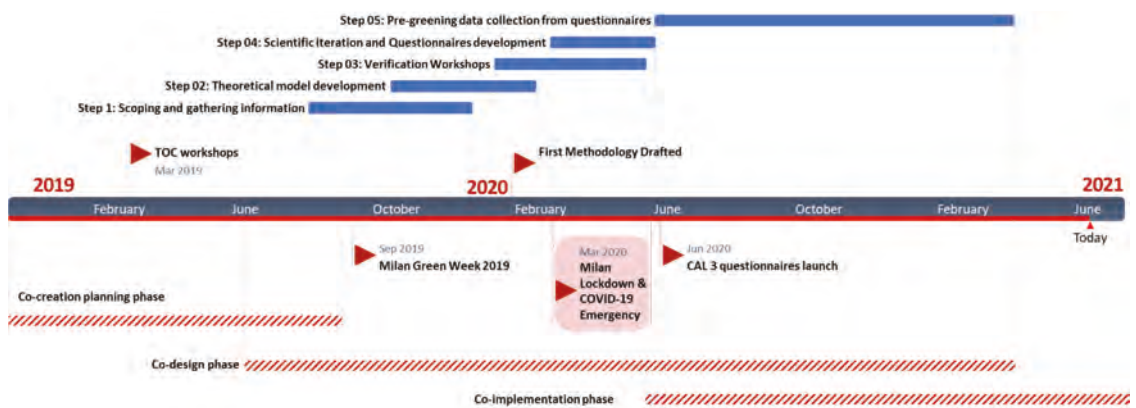 Step 05: Pre-greening data collection from questionnaires
Step 04: Scientific iteration and Questionnaires development
Step 03: Verification Workshops
Step 02: Theoretical model development
Step 1: Scoping and gathering information
TOC workshops
Mar 2019
First Methodology Drafted
2019
2020
2021
February June October February June October February June
Today
Sep 2019
Milan Green Week 2019
Mar 2020
Milan
Lockdown &
COVID-19
Emergency
Jun 2020
CAL 3 questionnaires launch
Co-creation planning phase
Co-design phase
Co-implementation phase